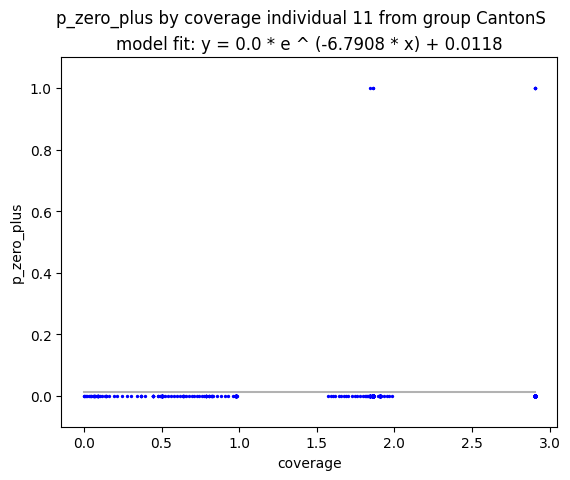 p_zero_plus by coverage individual 11 from group CantonS
model fit: y = 0.0 * e ^ (-6.7908 * x) + 0.0118
1.0
0.8
0.6
0.4
0.2
0.0
p_zero_plus
0.0 0.5 1.0 1.5 2.0 2.5 3.0
coverage